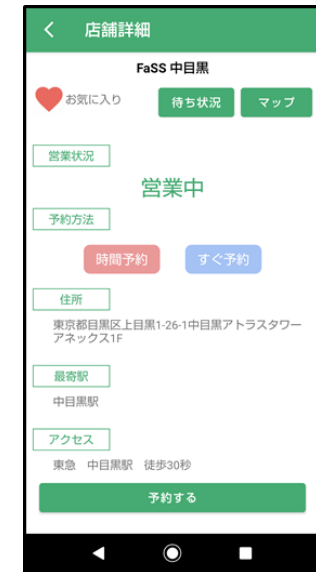 店舗詳細
FaSS 中目黒
お気に入り
待ち状況
マップ
営業状況
営業中
予約方法
時間予約
すぐ予約
住所
東京都目黒区上目黒1-26-1中目黒アトラスタワー
アネックス1F
最寄駅
中目黒駅
アクセス
東急　中目黒駅　徒歩30秒
予約する